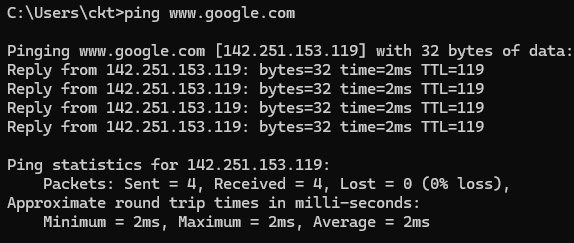 C:\Users\ckt>ping www.google.com
Pinging www.google.com [142.251.153.119] with 32 bytes of data:
Reply from 142.251.153.119: bytes=32 time=2ms TTL=119
Reply from 142.251.153.119: bytes=32 time=2ms TTL=119
Reply from 142.251.153.119: bytes=32 time=2ms TTL=119
Reply from 142.251.153.119: bytes=32 time=2ms TTL=119
Ping statistics for 142.251.153.119:
    Packets: Sent = 4, Received = 4, Lost = 0 (0% loss),
Approximate round trip times in milli-seconds:
    Minimum = 2ms, Maximum = 2ms, Average = 2ms